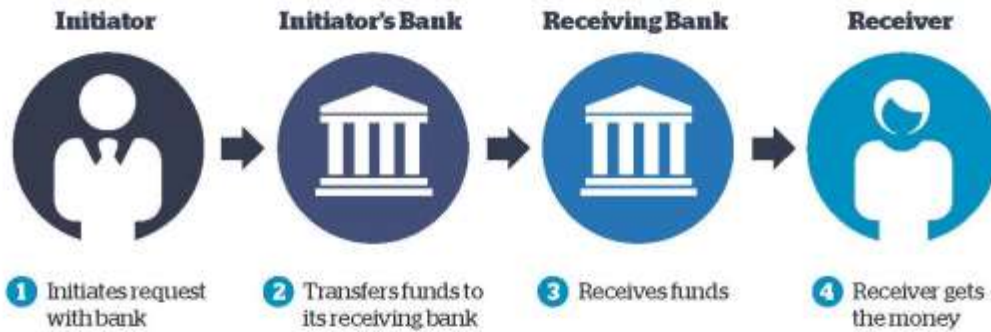 Initiator
Initiator's Bank
Receiving Bank
Receiver
1 Initiates request
with bank
2 Transfers funds to
its receiving bank
3 Receives funds
4 Receiver gets
the money